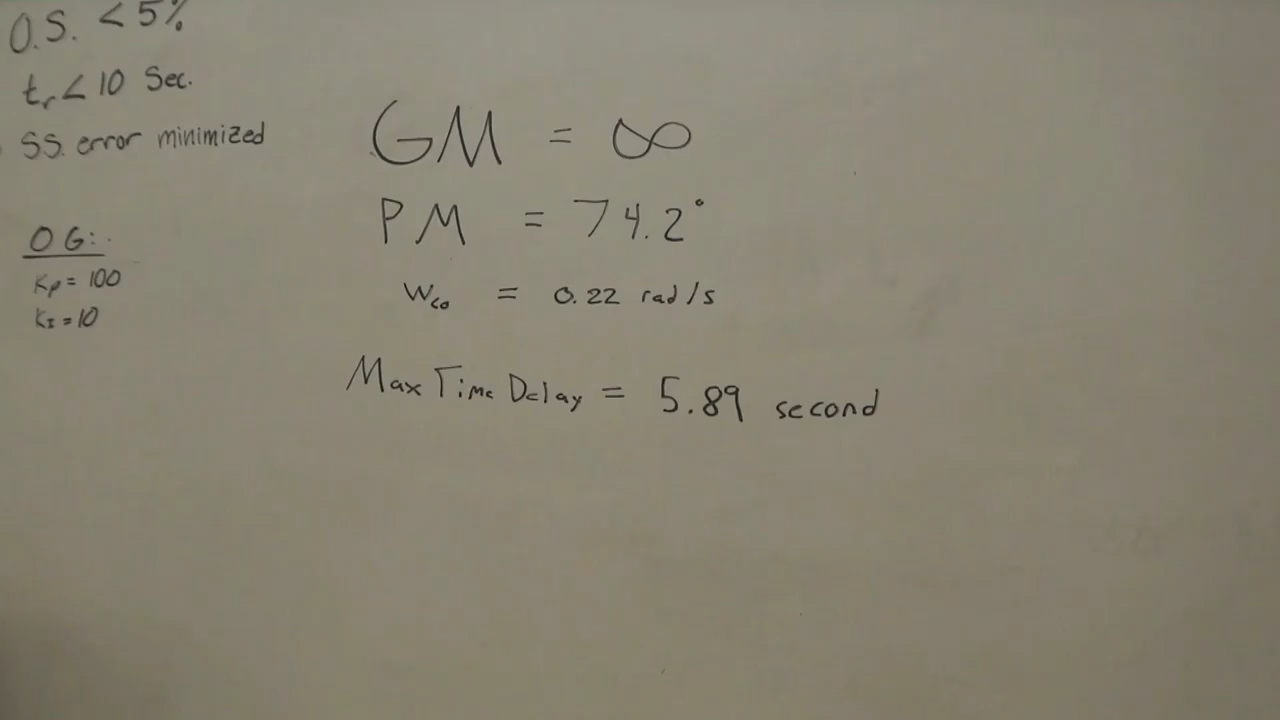 O.S. < 5%
tr < 10 Sec.
S.S. error minimized
OG:
Kp = 100
KI = 10
GM = ∞
PM = 74.2°
Wco = 0.22 rad/s
Max Time Delay = 5.89 second